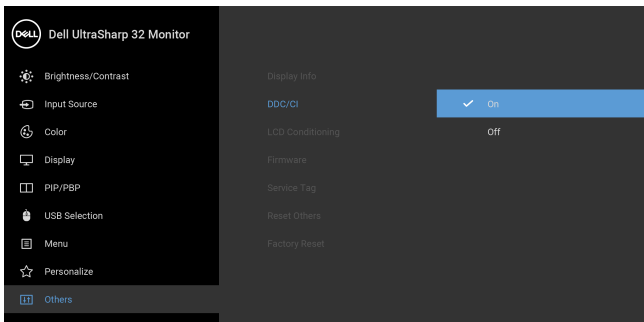 DELL Dell UltraSharp 32 Monitor
Brightness/Contrast
Input Source
Color
Display
PIP/PBP
USB Selection
Menu
Personalize
Others
Display Info
DDC/CI
LCD Conditioning
Firmware
Service Tag
Reset Others
Factory Reset
On
Off